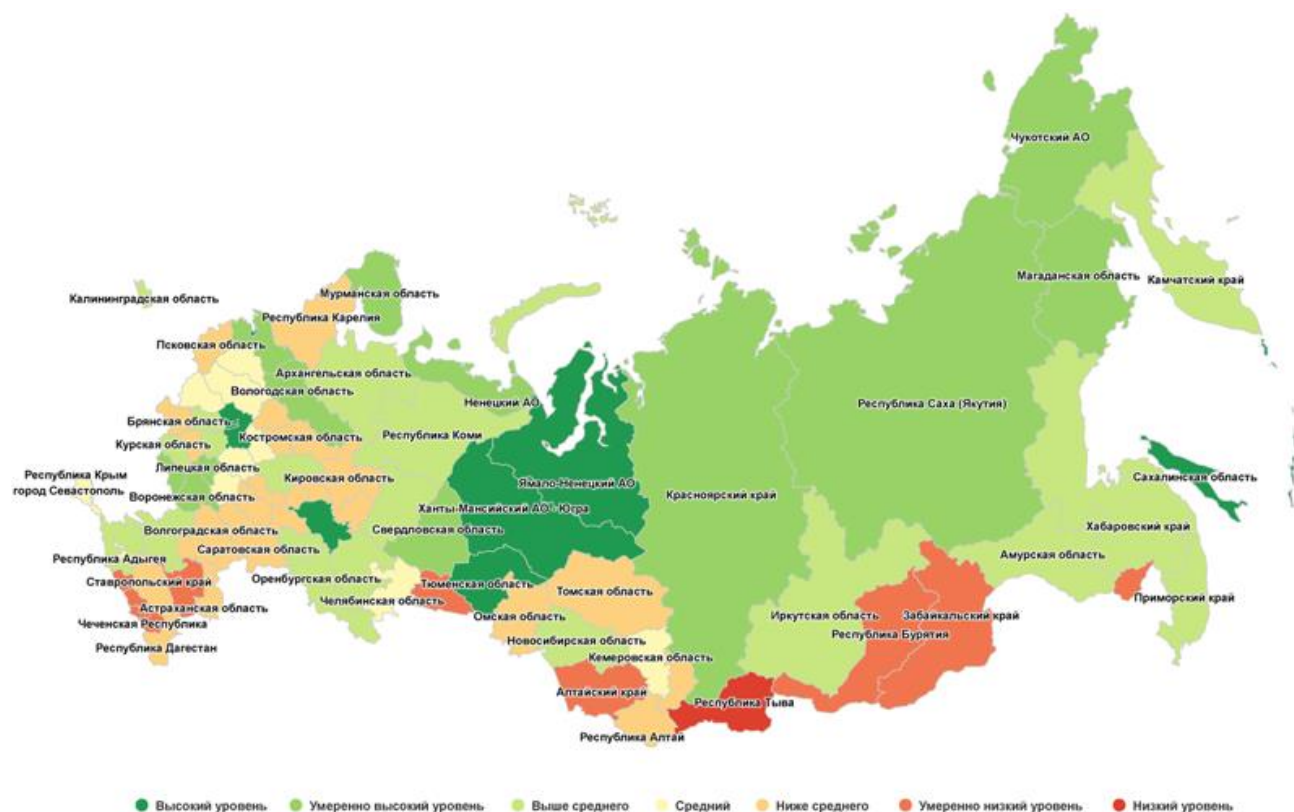 Чукотский АО
Магаданская область
Камчатский край
Калининградская область
Мурманская область
Республика Карелия
Псковская область
Архангельская область
Вологодская область
Ненецкий АО
Республика Саха (Якутия)
Брянская область
Костромская область
Курская область
Республика Коми
Липецкая область
Кировская область
Республика Крым
город Севастополь
Воронежская область
Ямало-Ненецкий АО
Красноярский край
Сахалинская область
Ханты-Мансийский АО - Югра
Волгоградская область
Свердловская область
Хабаровский край
Саратовская область
Амурская область
Республика Адыгея
Ставропольский край
Оренбургская область
Тюменская область
Челябинская область
Томская область
Приморский край
Астраханская область
Омская область
Иркутская область
Забайкальский край
Чеченская Республика
Республика Бурятия
Республика Дагестан
Новосибирская область
Кемеровская область
Алтайский край
Республика Тыва
Республика Алтай
Высокий уровень
Умеренно высокий уровень
Выше среднего
Средний
Ниже среднего
Умеренно низкий уровень
Низкий уровень